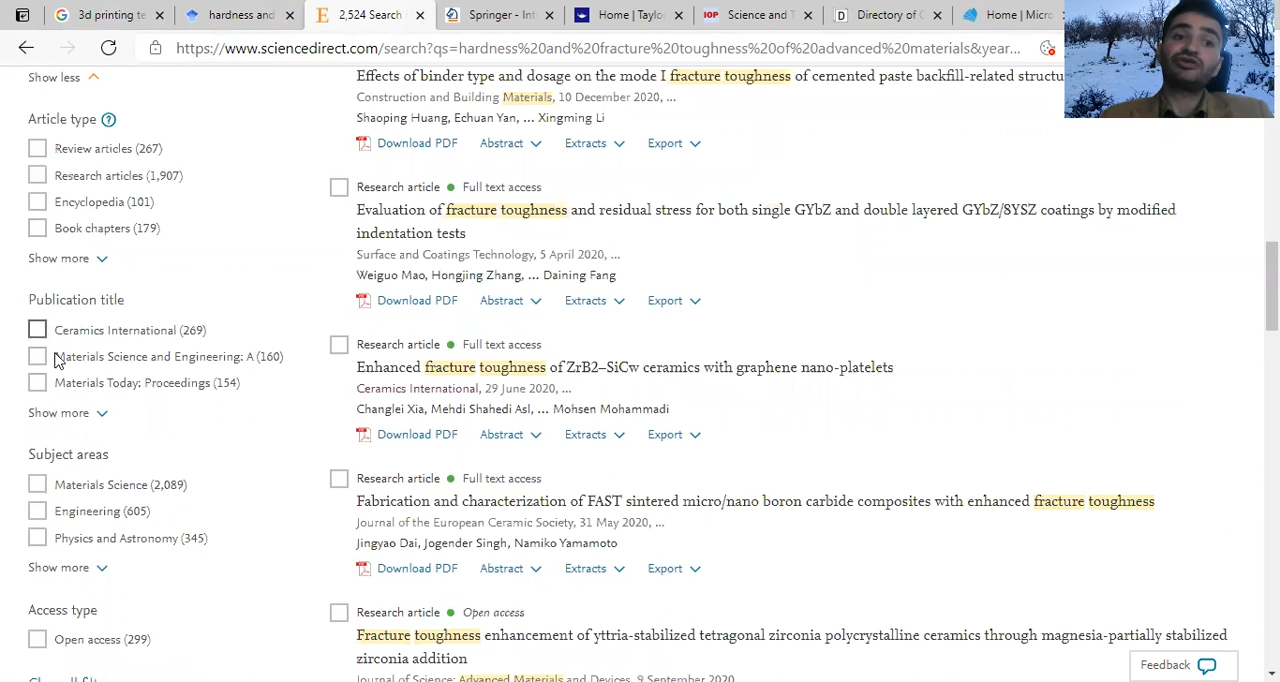 3d printing te
hardness and
2,524 Search
Springer - Int
Home | Taylo
IOP Science and T
Directory of O
Home | Micro
https://www.sciencedirect.com/search?qs=hardness%20and%20fracture%20toughness%20of%20advanced%20materials&year...
Show less
Article type ?
Review articles (267)
Research articles (1,907)
Encyclopedia (101)
Book chapters (179)
Show more
Publication title
Ceramics International (269)
Materials Science and Engineering: A (160)
Materials Today: Proceedings (154)
Show more
Subject areas
Materials Science (2,089)
Engineering (605)
Physics and Astronomy (345)
Show more
Access type
Open access (299)
Effects of binder type and dosage on the mode I fracture toughness of cemented paste backfill-related structu
Construction and Building Materials, 10 December 2020, ...
Shaoping Huang, Echuan Yan, ... Xingming Li
Download PDF Abstract Extracts Export
Research article Full text access
Evaluation of fracture toughness and residual stress for both single GYbZ and double layered GYbZ/8YSZ coatings by modified
indentation tests
Surface and Coatings Technology, 5 April 2020, ...
Weiguo Mao, Hongjing Zhang, ... Daining Fang
Download PDF Abstract Extracts Export
Research article Full text access
Enhanced fracture toughness of ZrB2–SiCw ceramics with graphene nano-platelets
Ceramics International, 29 June 2020, ...
Changlei Xia, Mehdi Shahedi Asl, ... Mohsen Mohammadi
Download PDF Abstract Extracts Export
Research article Full text access
Fabrication and characterization of FAST sintered micro/nano boron carbide composites with enhanced fracture toughness
Journal of the European Ceramic Society, 31 May 2020, ...
Jingyao Dai, Jogender Singh, Namiko Yamamoto
Download PDF Abstract Extracts Export
Research article Open access
Fracture toughness enhancement of yttria-stabilized tetragonal zirconia polycrystalline ceramics through magnesia-partially stabilized
zirconia addition
Journal of Science: Advanced Materials and Devices, 9 September 2020
Feedback